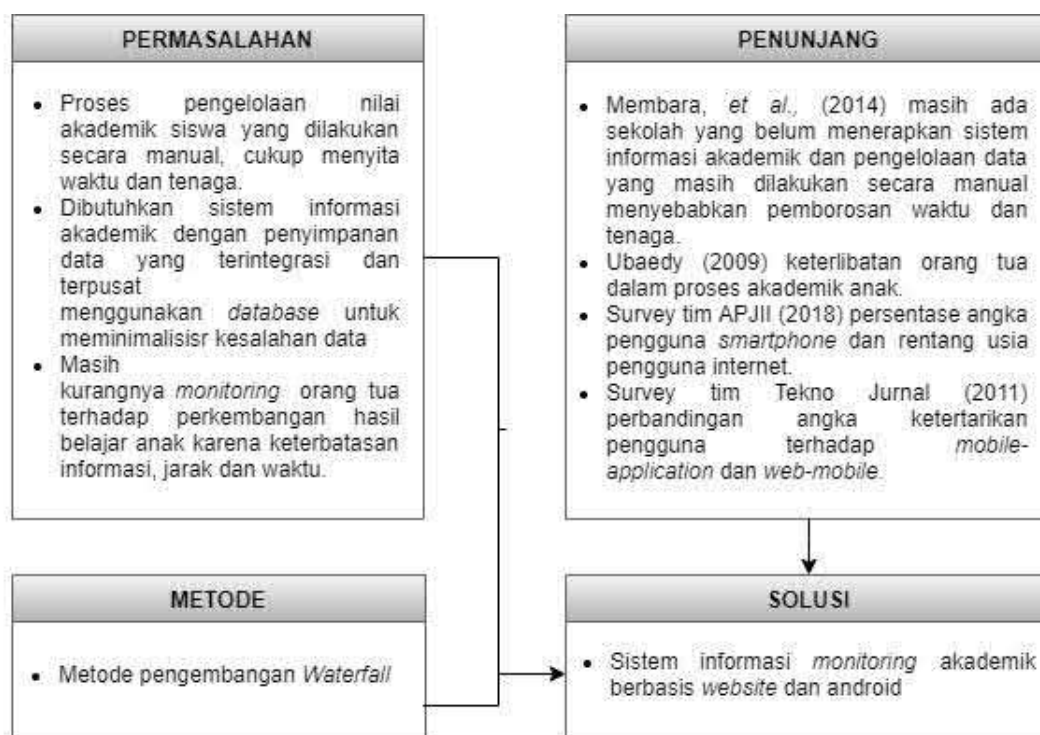 PERMASALAHAN
• Proses pengelolaan nilai
akademik siswa yang dilakukan
secara manual, cukup menyita
waktu dan tenaga.
• Dibutuhkan sistem informasi
akademik dengan penyimpanan
data yang terintegrasi dan
terpusat
menggunakan database untuk
meminimalisisr kesalahan data
• Masih
kurangnya monitoring orang tua
terhadap perkembangan hasil
belajar anak karena keterbatasan
informasi, jarak dan waktu.
PENUNJANG
• Membara, et al., (2014) masih ada
sekolah yang belum menerapkan sistem
informasi akademik dan pengelolaan data
yang masih dilakukan secara manual
menyebabkan pemborosan waktu dan
tenaga.
• Ubaedy (2009) keterlibatan orang tua
dalam proses akademik anak.
• Survey tim APJII (2018) persentase angka
pengguna smartphone dan rentang usia
pengguna internet.
• Survey tim Tekno Jurnal (2011)
perbandingan angka ketertarikan
pengguna terhadap mobile-
application dan web-mobile.
METODE
• Metode pengembangan Waterfall
SOLUSI
• Sistem informasi monitoring akademik
berbasis website dan android